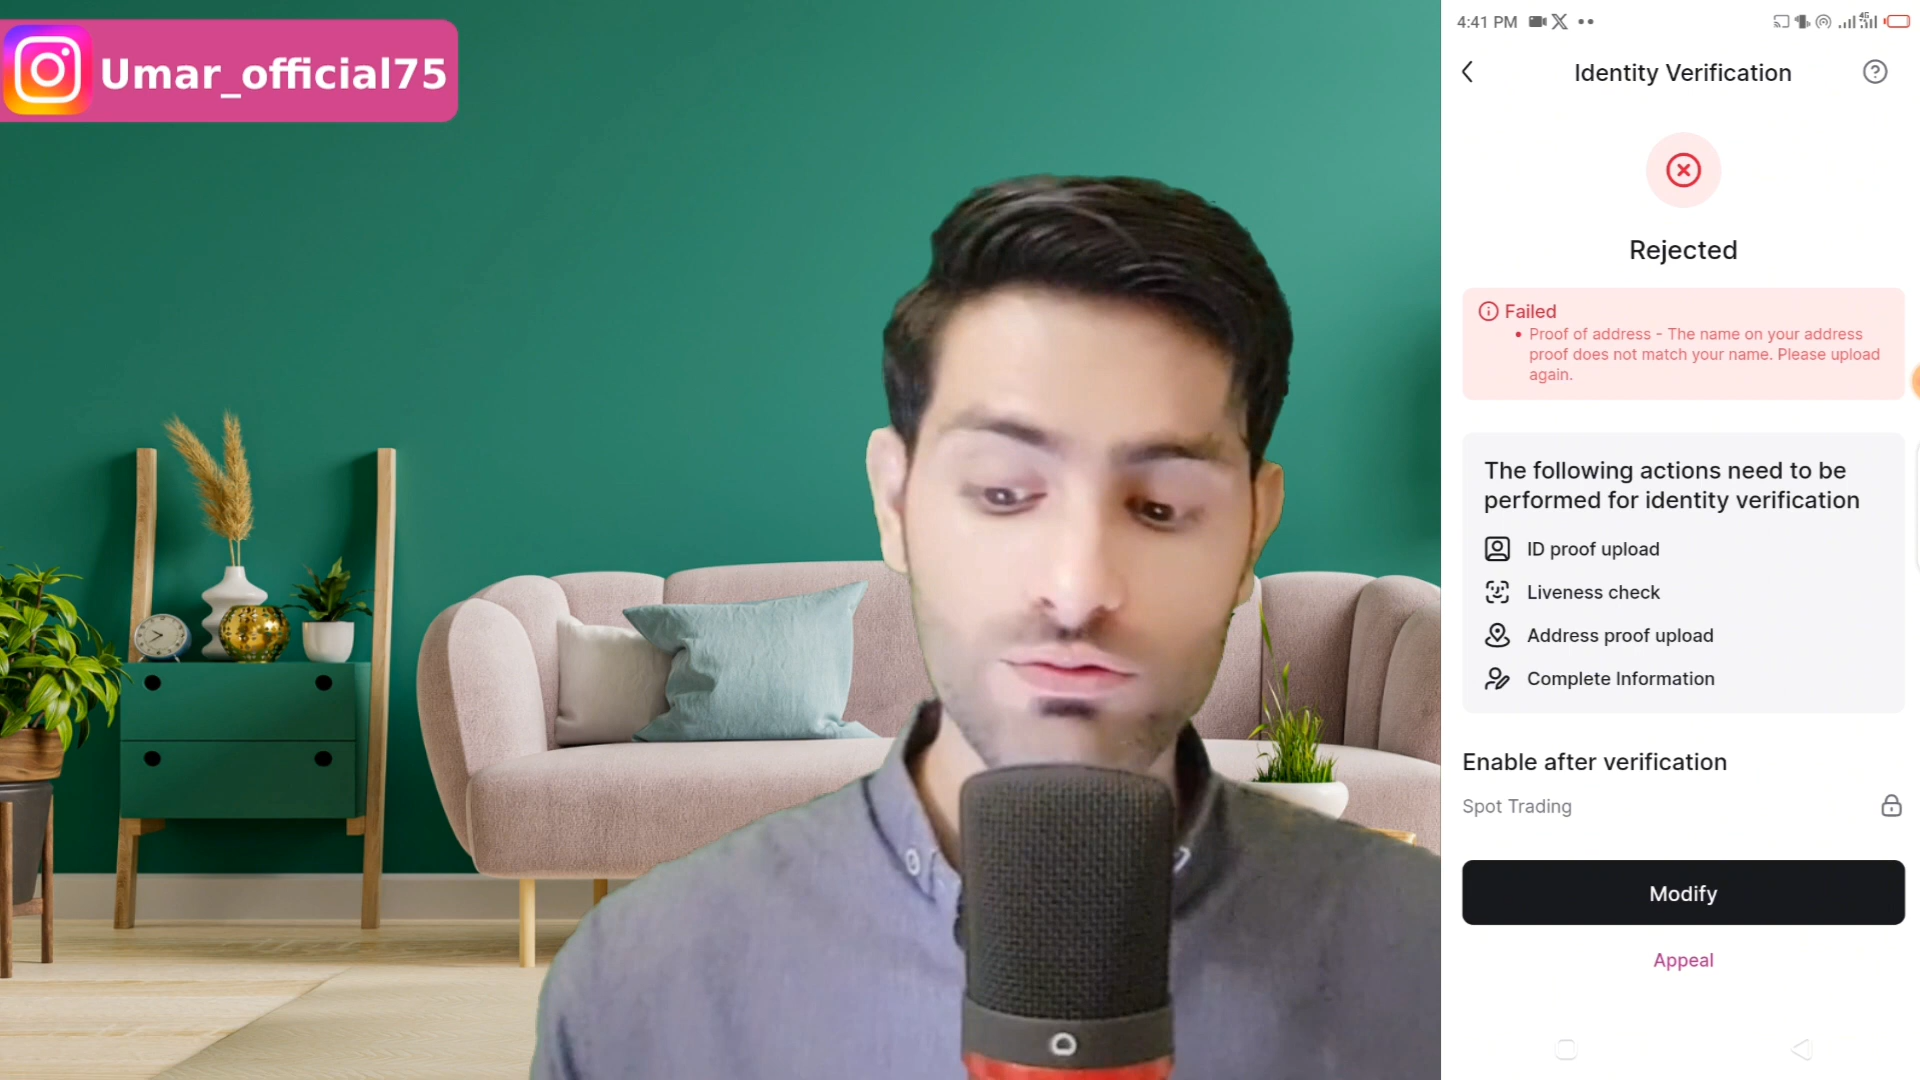 Umar_official75
4:41 PM
Identity Verification
Rejected
Failed
• Proof of address - The name on your address
proof does not match your name. Please upload
again.
The following actions need to be
performed for identity verification
ID proof upload
Liveness check
Address proof upload
Complete Information
Enable after verification
Spot Trading
Modify
Appeal